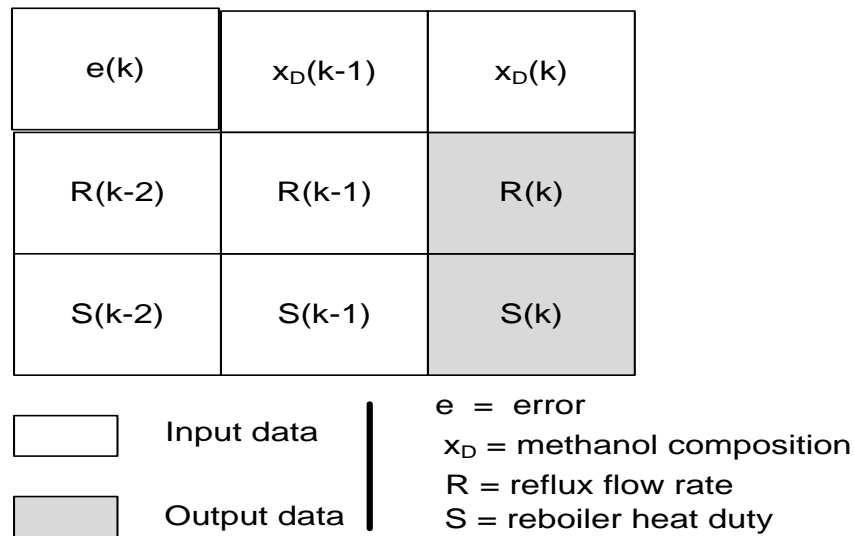 e(k) x_D(k-1) x_D(k)
R(k-2) R(k-1) R(k)
S(k-2) S(k-1) S(k)
Input data
Output data
e = error
x_D = methanol composition
R = reflux flow rate
S = reboiler heat duty